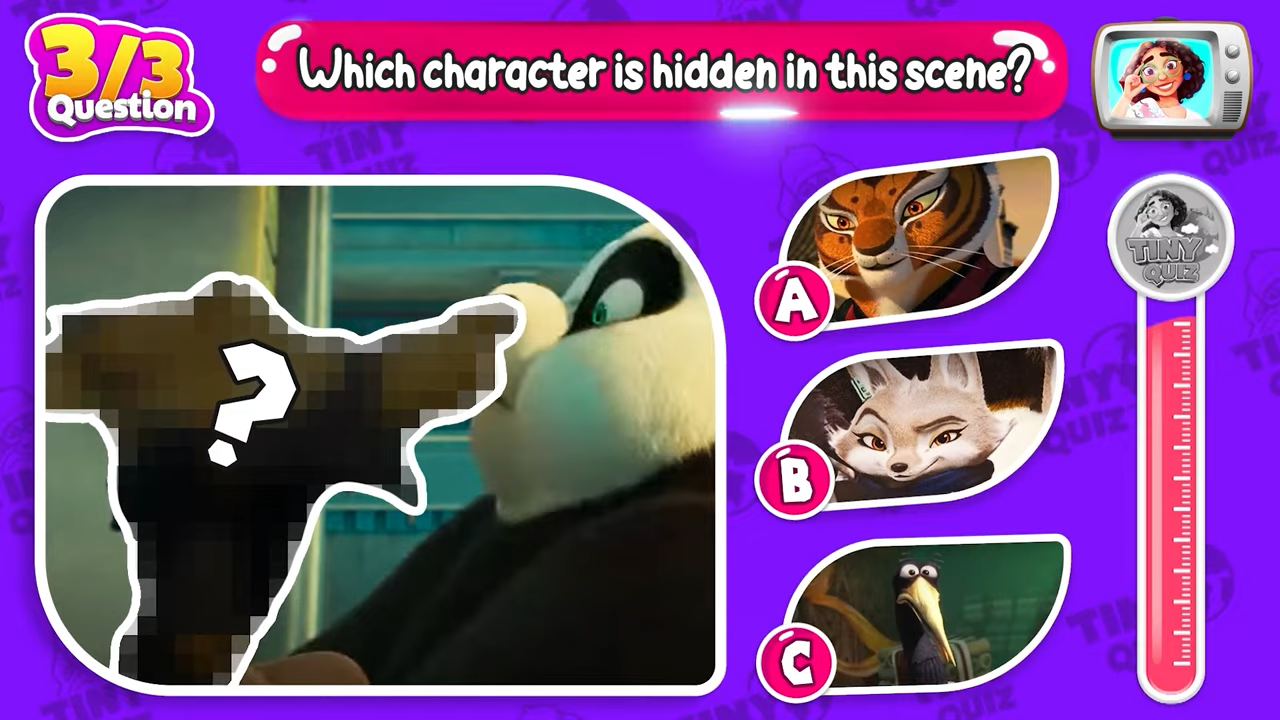 3/3
Question
Which character is hidden in this scene?
?
A
B
C
TINY
QUIZ